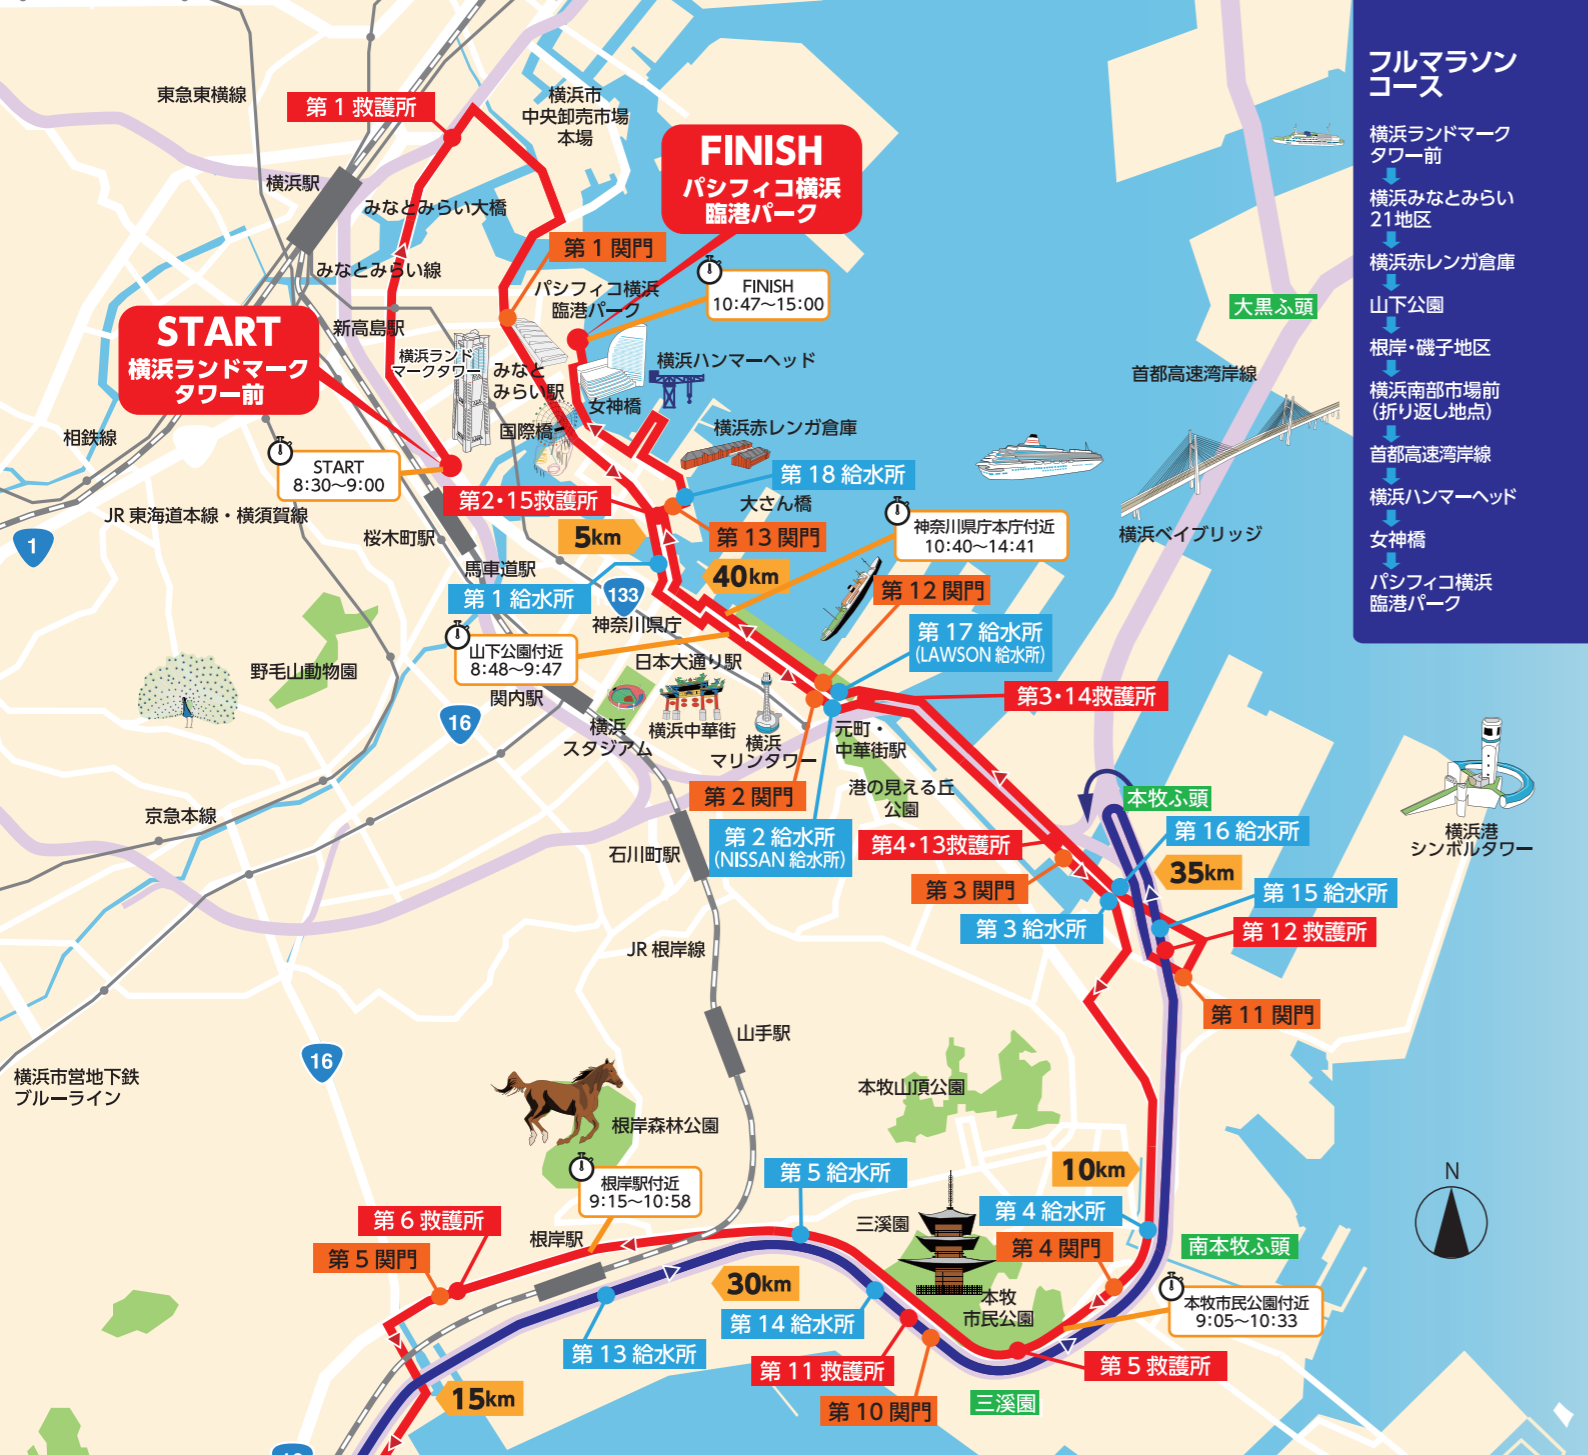 フルマラソン
コース
横浜ランドマーク
タワー前
横浜みなとみらい
21地区
横浜赤レンガ倉庫
山下公園
根岸・磯子地区
横浜南部市場前
(折り返し地点)
首都高速湾岸線
横浜ハンマーヘッド
女神橋
パシフィコ横浜
臨港パーク
東急東横線
第1救護所
横浜市
中央卸売市場
本場
FINISH
パシフィコ横浜
臨港パーク
横浜駅
みなとみらい大橋
第1関門
みなとみらい線
パシフィコ横浜
臨港パーク
FINISH
10:47〜15:00
大黒ふ頭
START
横浜ランドマーク
タワー前
新高島駅
横浜ランド
マークタワー
みなと
みらい駅
横浜ハンマーヘッド
首都高速湾岸線
女神橋
国際橋
横浜赤レンガ倉庫
相鉄線
START
8:30〜9:00
第18給水所
第2・15救護所
大さん橋
JR 東海道本線・横須賀線
1
桜木町駅
5km
第13関門
神奈川県庁本庁付近
10:40〜14:41
横浜ベイブリッジ
馬車道駅
40km
第12関門
第1給水所
133
神奈川県庁
第17給水所
(LAWSON 給水所)
山下公園付近
8:48〜9:47
日本大通り駅
野毛山動物園
関内駅
第3・14救護所
16
横浜
スタジアム
横浜中華街
横浜
マリンタワー
元町・
中華街駅
第2関門
港の見える丘
公園
本牧ふ頭
京急本線
第2給水所
(NISSAN 給水所)
第4・13救護所
第16給水所
横浜港
シンボルタワー
石川町駅
第3関門
35km
第15給水所
第3給水所
第12救護所
JR 根岸線
第11関門
山手駅
16
横浜市営地下鉄
ブルーライン
本牧山頂公園
根岸森林公園
根岸駅付近
9:15〜10:58
第5給水所
10km
N
第6救護所
三溪園
第4給水所
根岸駅
第4関門
南本牧ふ頭
第5関門
30km
本牧
市民公園
本牧市民公園付近
9:05〜10:33
第14給水所
第13給水所
第11救護所
第5救護所
15km
第10関門
三溪園